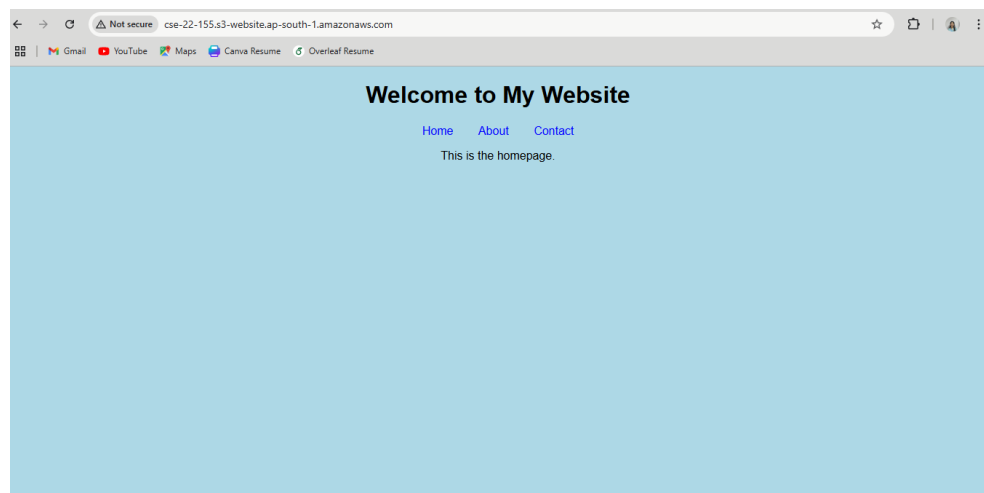 Not secure cse-22-155.s3-website.ap-south-1.amazonaws.com
Gmail YouTube Maps Canva Resume Overleaf Resume
Welcome to My Website
Home About Contact
This is the homepage.